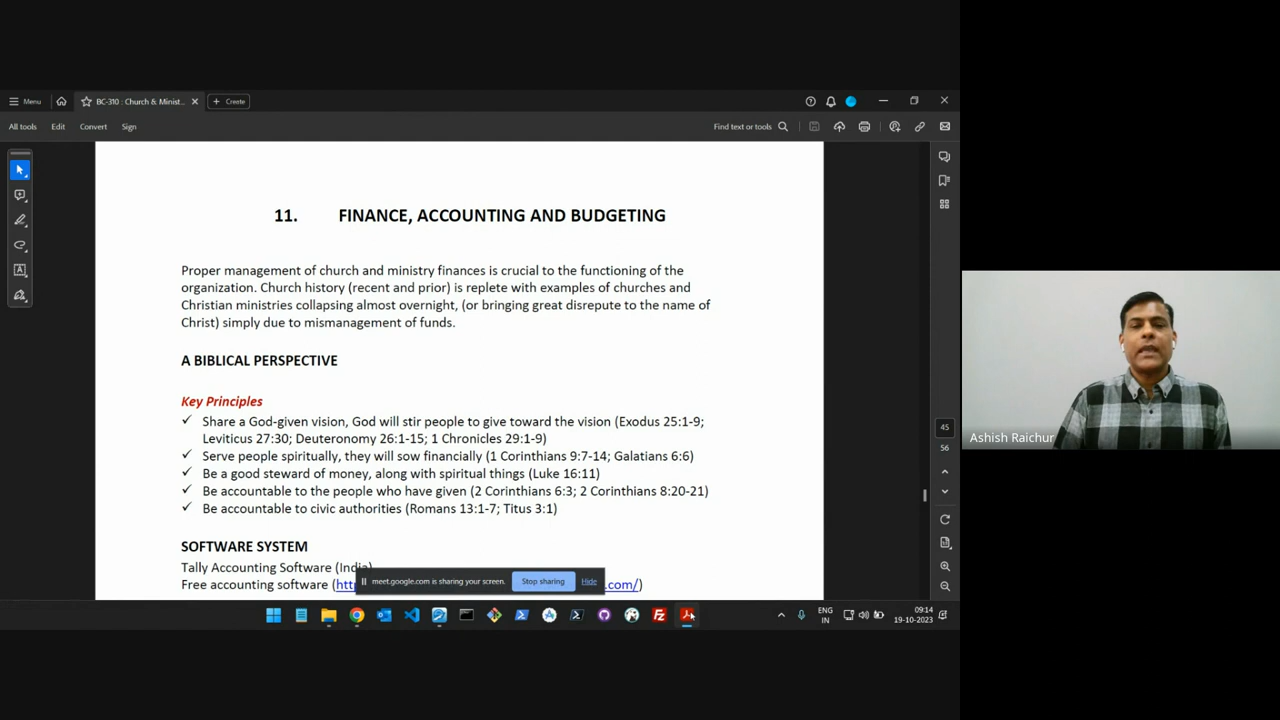 Menu
BC-310 : Church & Minist...
Create
All tools
Edit
Convert
Sign
Find text or tools
11. FINANCE, ACCOUNTING AND BUDGETING
Proper management of church and ministry finances is crucial to the functioning of the
organization. Church history (recent and prior) is replete with examples of churches and
Christian ministries collapsing almost overnight, (or bringing great disrepute to the name of
Christ) simply due to mismanagement of funds.
A BIBLICAL PERSPECTIVE
Key Principles
Share a God-given vision, God will stir people to give toward the vision (Exodus 25:1-9;
Leviticus 27:30; Deuteronomy 26:1-15; 1 Chronicles 29:1-9)
Serve people spiritually, they will sow financially (1 Corinthians 9:7-14; Galatians 6:6)
Be a good steward of money, along with spiritual things (Luke 16:11)
Be accountable to the people who have given (2 Corinthians 6:3; 2 Corinthians 8:20-21)
Be accountable to civic authorities (Romans 13:1-7; Titus 3:1)
SOFTWARE SYSTEM
Tally Accounting Software (India)
Free accounting software (htt .com/)
meet.google.com is sharing your screen.
Stop sharing
Hide
45
56
Ashish Raichur
ENG
IN
09:14
19-10-2023